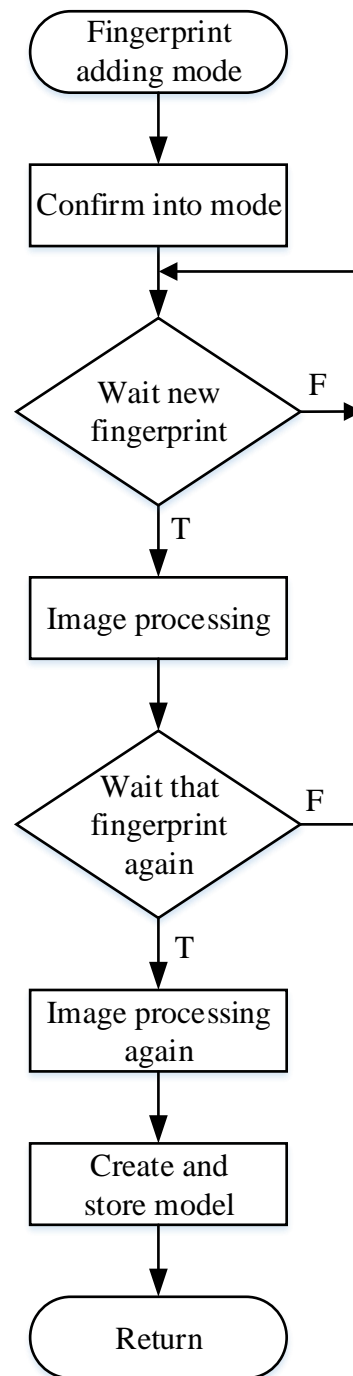 Fingerprint
adding mode
Confirm into mode
Wait new
fingerprint
F
T
Image processing
Wait that
fingerprint
again
F
T
Image processing
again
Create and
store model
Return